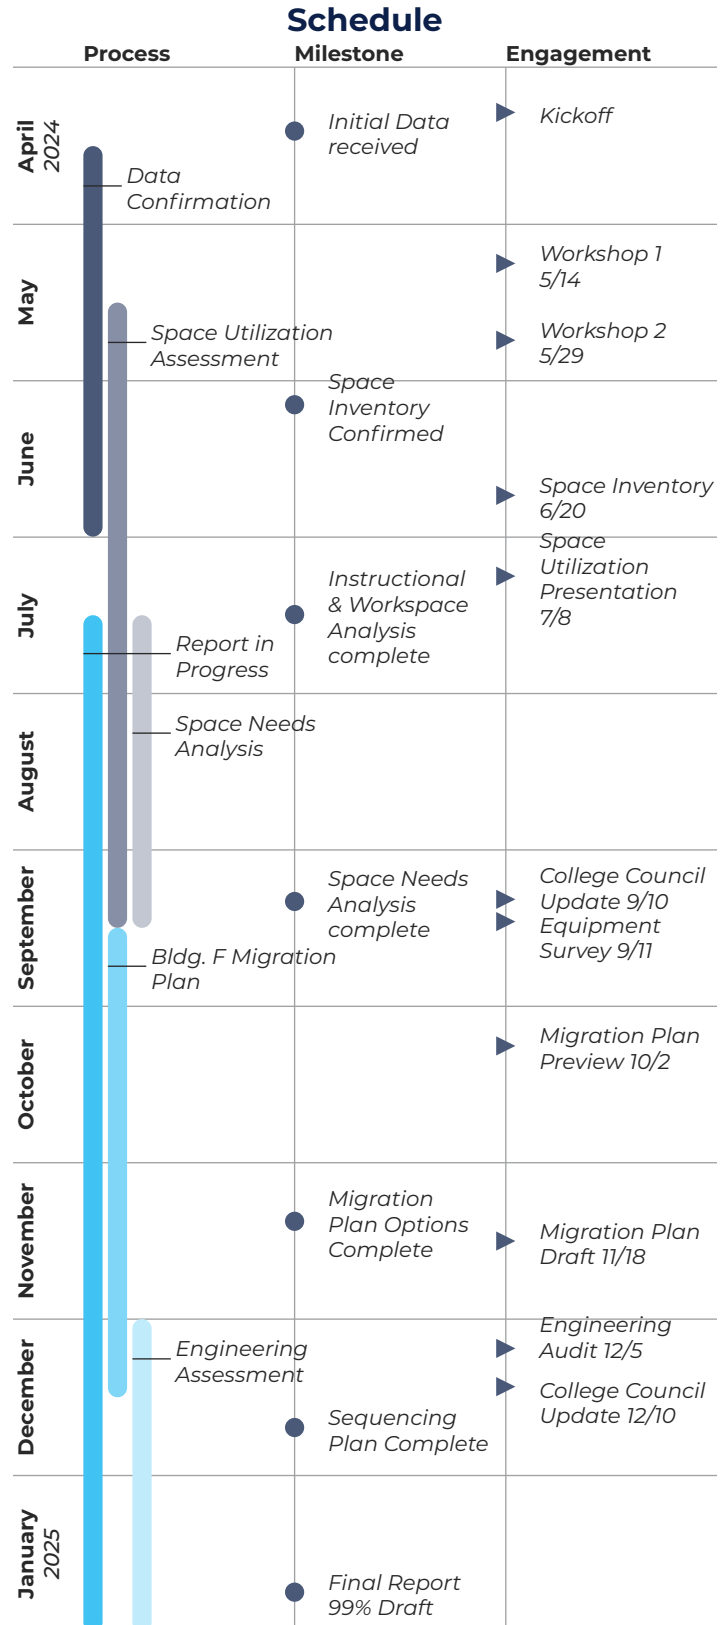 Schedule
Process
Milestone
Engagement
April
2024
Data
Confirmation
Initial Data
received
Kickoff
May
Space Utilization
Assessment
Workshop 1
5/14
Workshop 2
5/29
June
Space
Inventory
Confirmed
Space Inventory
6/20
July
Report in
Progress
Instructional
& Workspace
Analysis
complete
Space
Utilization
Presentation
7/8
August
Space Needs
Analysis
September
Bldg. F Migration
Plan
Space Needs
Analysis
complete
College Council
Update 9/10
Equipment
Survey 9/11
October
Migration Plan
Preview 10/2
November
Migration
Plan Options
Complete
Migration Plan
Draft 11/18
December
Engineering
Assessment
Sequencing
Plan Complete
Engineering
Audit 12/5
College Council
Update 12/10
January
2025
Final Report
99% Draft